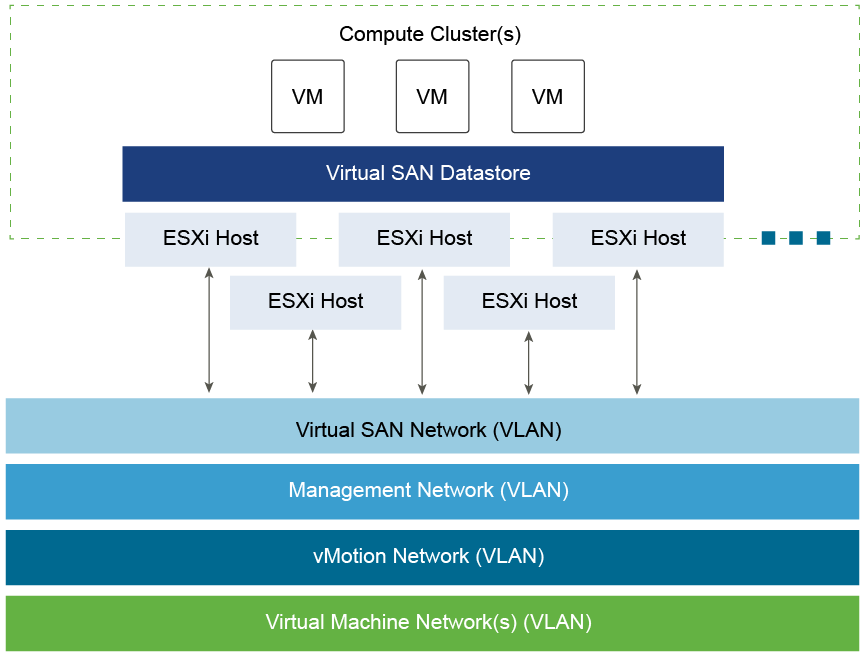 Compute Cluster(s)
VM VM VM
Virtual SAN Datastore
ESXi Host ESXi Host ESXi Host
ESXi Host ESXi Host
Virtual SAN Network (VLAN)
Management Network (VLAN)
vMotion Network (VLAN)
Virtual Machine Network(s) (VLAN)